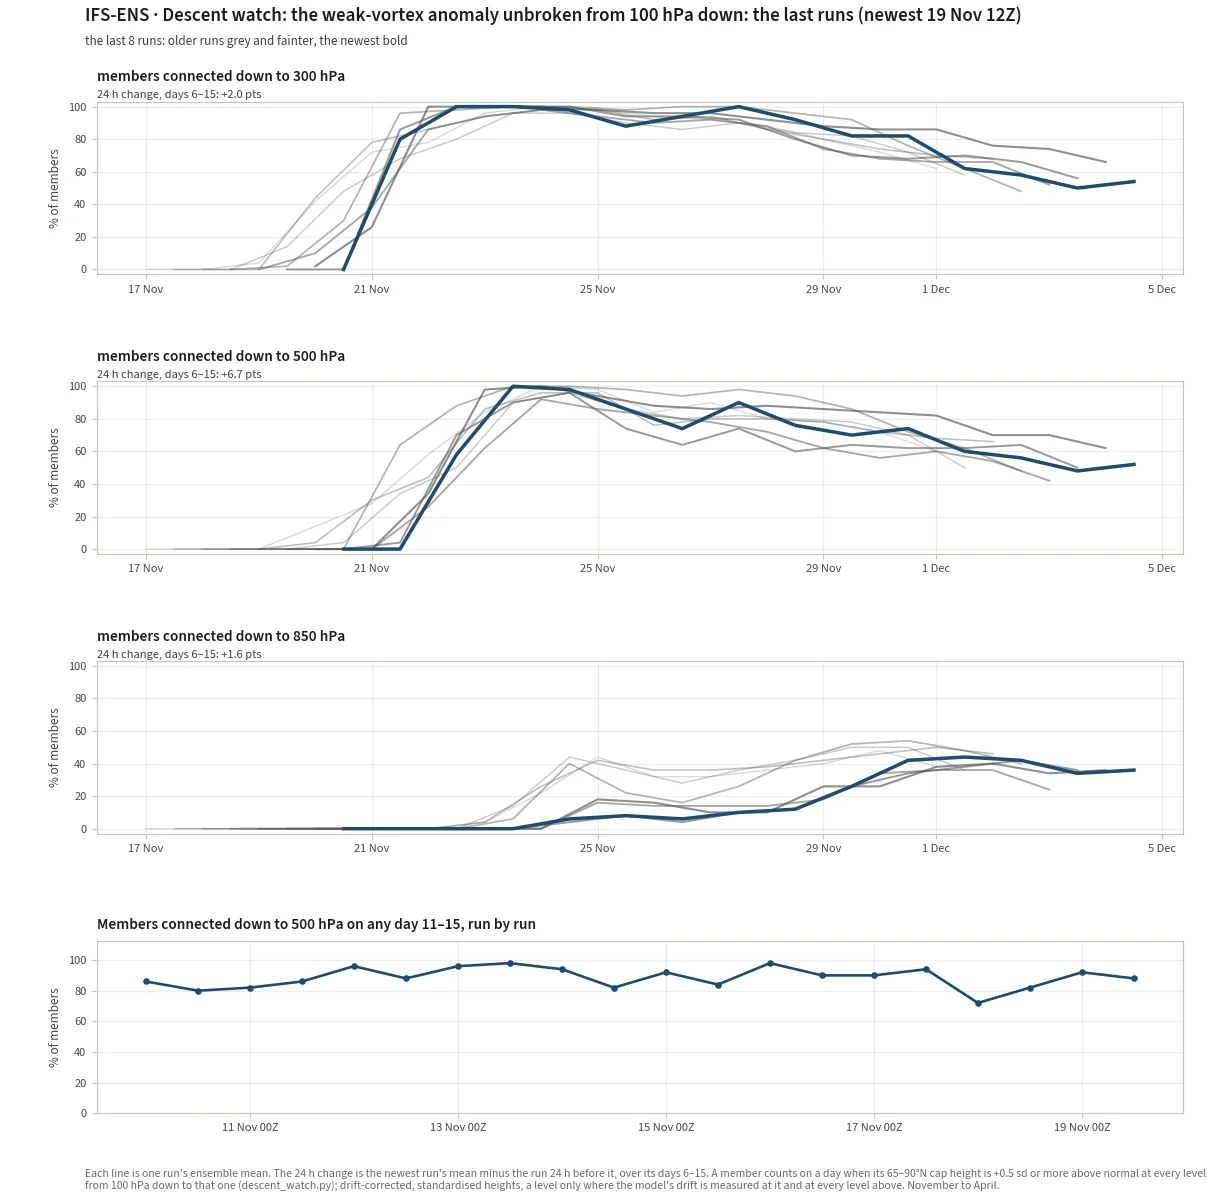 IFS-ENS · Descent watch: the weak-vortex anomaly unbroken from 100 hPa down: the last runs (newest 19 Nov 12Z)
the last 8 runs: older runs grey and fainter, the newest bold
members connected down to 300 hPa
24 h change, days 6–15: +2.0 pts
% of members
100
80
60
40
20
0
17 Nov
21 Nov
25 Nov
29 Nov
1 Dec
5 Dec
members connected down to 500 hPa
24 h change, days 6–15: +6.7 pts
% of members
100
80
60
40
20
0
17 Nov
21 Nov
25 Nov
29 Nov
1 Dec
5 Dec
members connected down to 850 hPa
24 h change, days 6–15: +1.6 pts
% of members
100
80
60
40
20
0
17 Nov
21 Nov
25 Nov
29 Nov
1 Dec
5 Dec
Members connected down to 500 hPa on any day 11–15, run by run
% of members
100
80
60
40
20
0
11 Nov 00Z
13 Nov 00Z
15 Nov 00Z
17 Nov 00Z
19 Nov 00Z
Each line is one run's ensemble mean. The 24 h change is the newest run's mean minus the run 24 h before it, over its days 6–15. A member counts on a day when its 65–90°N cap height is +0.5 sd or more above normal at every level
from 100 hPa down to that one (descent_watch.py); drift-corrected, standardised heights, a level only where the model's drift is measured at it and at every level above. November to April.